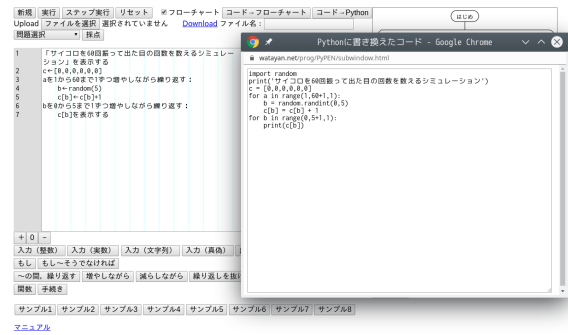 新規 実行 ステップ実行 リセット フローチャート コード→フローチャート コード→Python
Upload ファイルを選択 選択されていません Download ファイル名：
問題選択 採点
1 「サイコロを60回振って出た目の回数を数えるシミュレー
ション」を表示する
2 c←[0,0,0,0,0,0]
3 aを1から60まで1ずつ増やしながら繰り返す：
4 b←random(5)
5 c[b]←c[b]+1
6 bを0から5まで1ずつ増やしながら繰り返す：
7 c[b]を表示する
はじめ
Pythonに書き換えたコード - Google Chrome
watayan.net/prog/PyPEN/subwindow.html
import random
print('サイコロを60回振って出た目の回数を数えるシミュレーション')
c = [0,0,0,0,0,0]
for a in range(1,60+1,1):
b = random.randint(0,5)
c[b] = c[b] + 1
for b in range(0,5+1,1):
print(c[b])
+ 0 −
入力（整数） 入力（実数） 入力（文字列） 入力（真偽）
もし もし～そうでなければ
～の間，繰り返す 増やしながら 減らしながら 繰り返しを抜け
関数 手続き
サンプル1 サンプル2 サンプル3 サンプル4 サンプル5 サンプル6 サンプル7 サンプル8
マニュアル